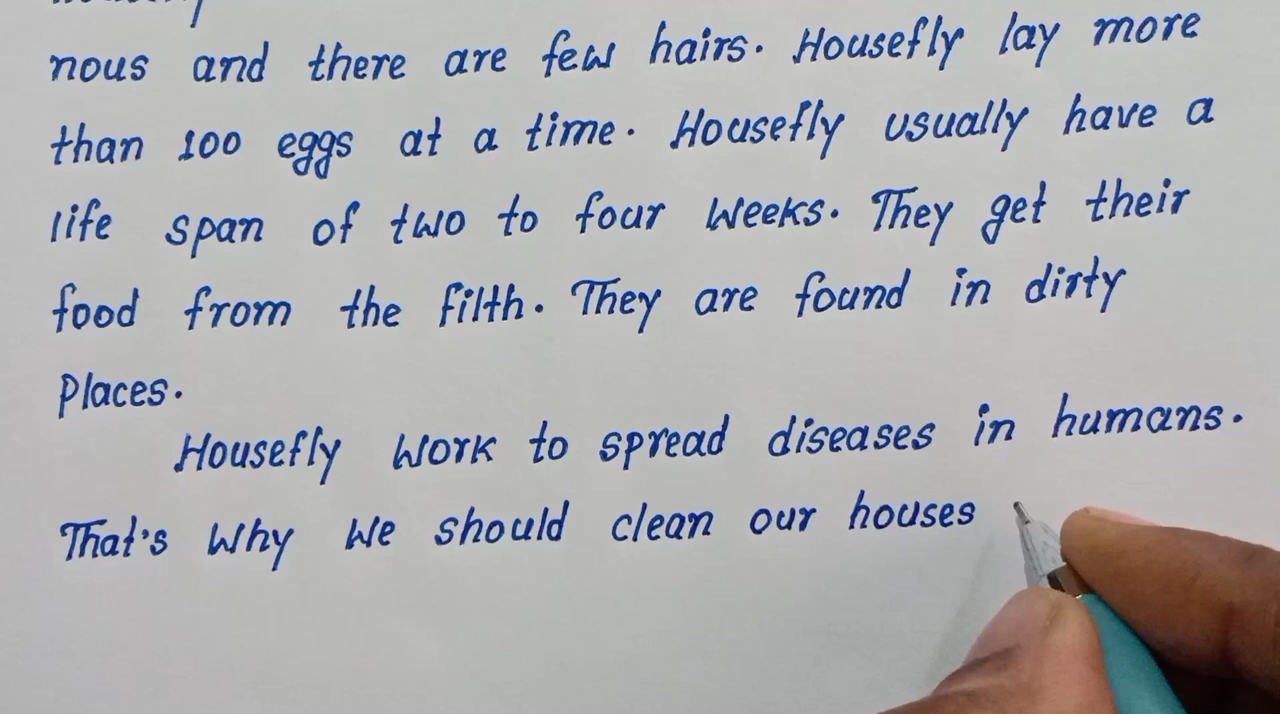 nous and there are few hairs. Housefly lay more
than 100 eggs at a time. Housefly usually have a
life span of two to four weeks. They get their
food from the filth. They are found in dirty
Places.
Housefly work to spread diseases in humans.
That's why we should clean our houses